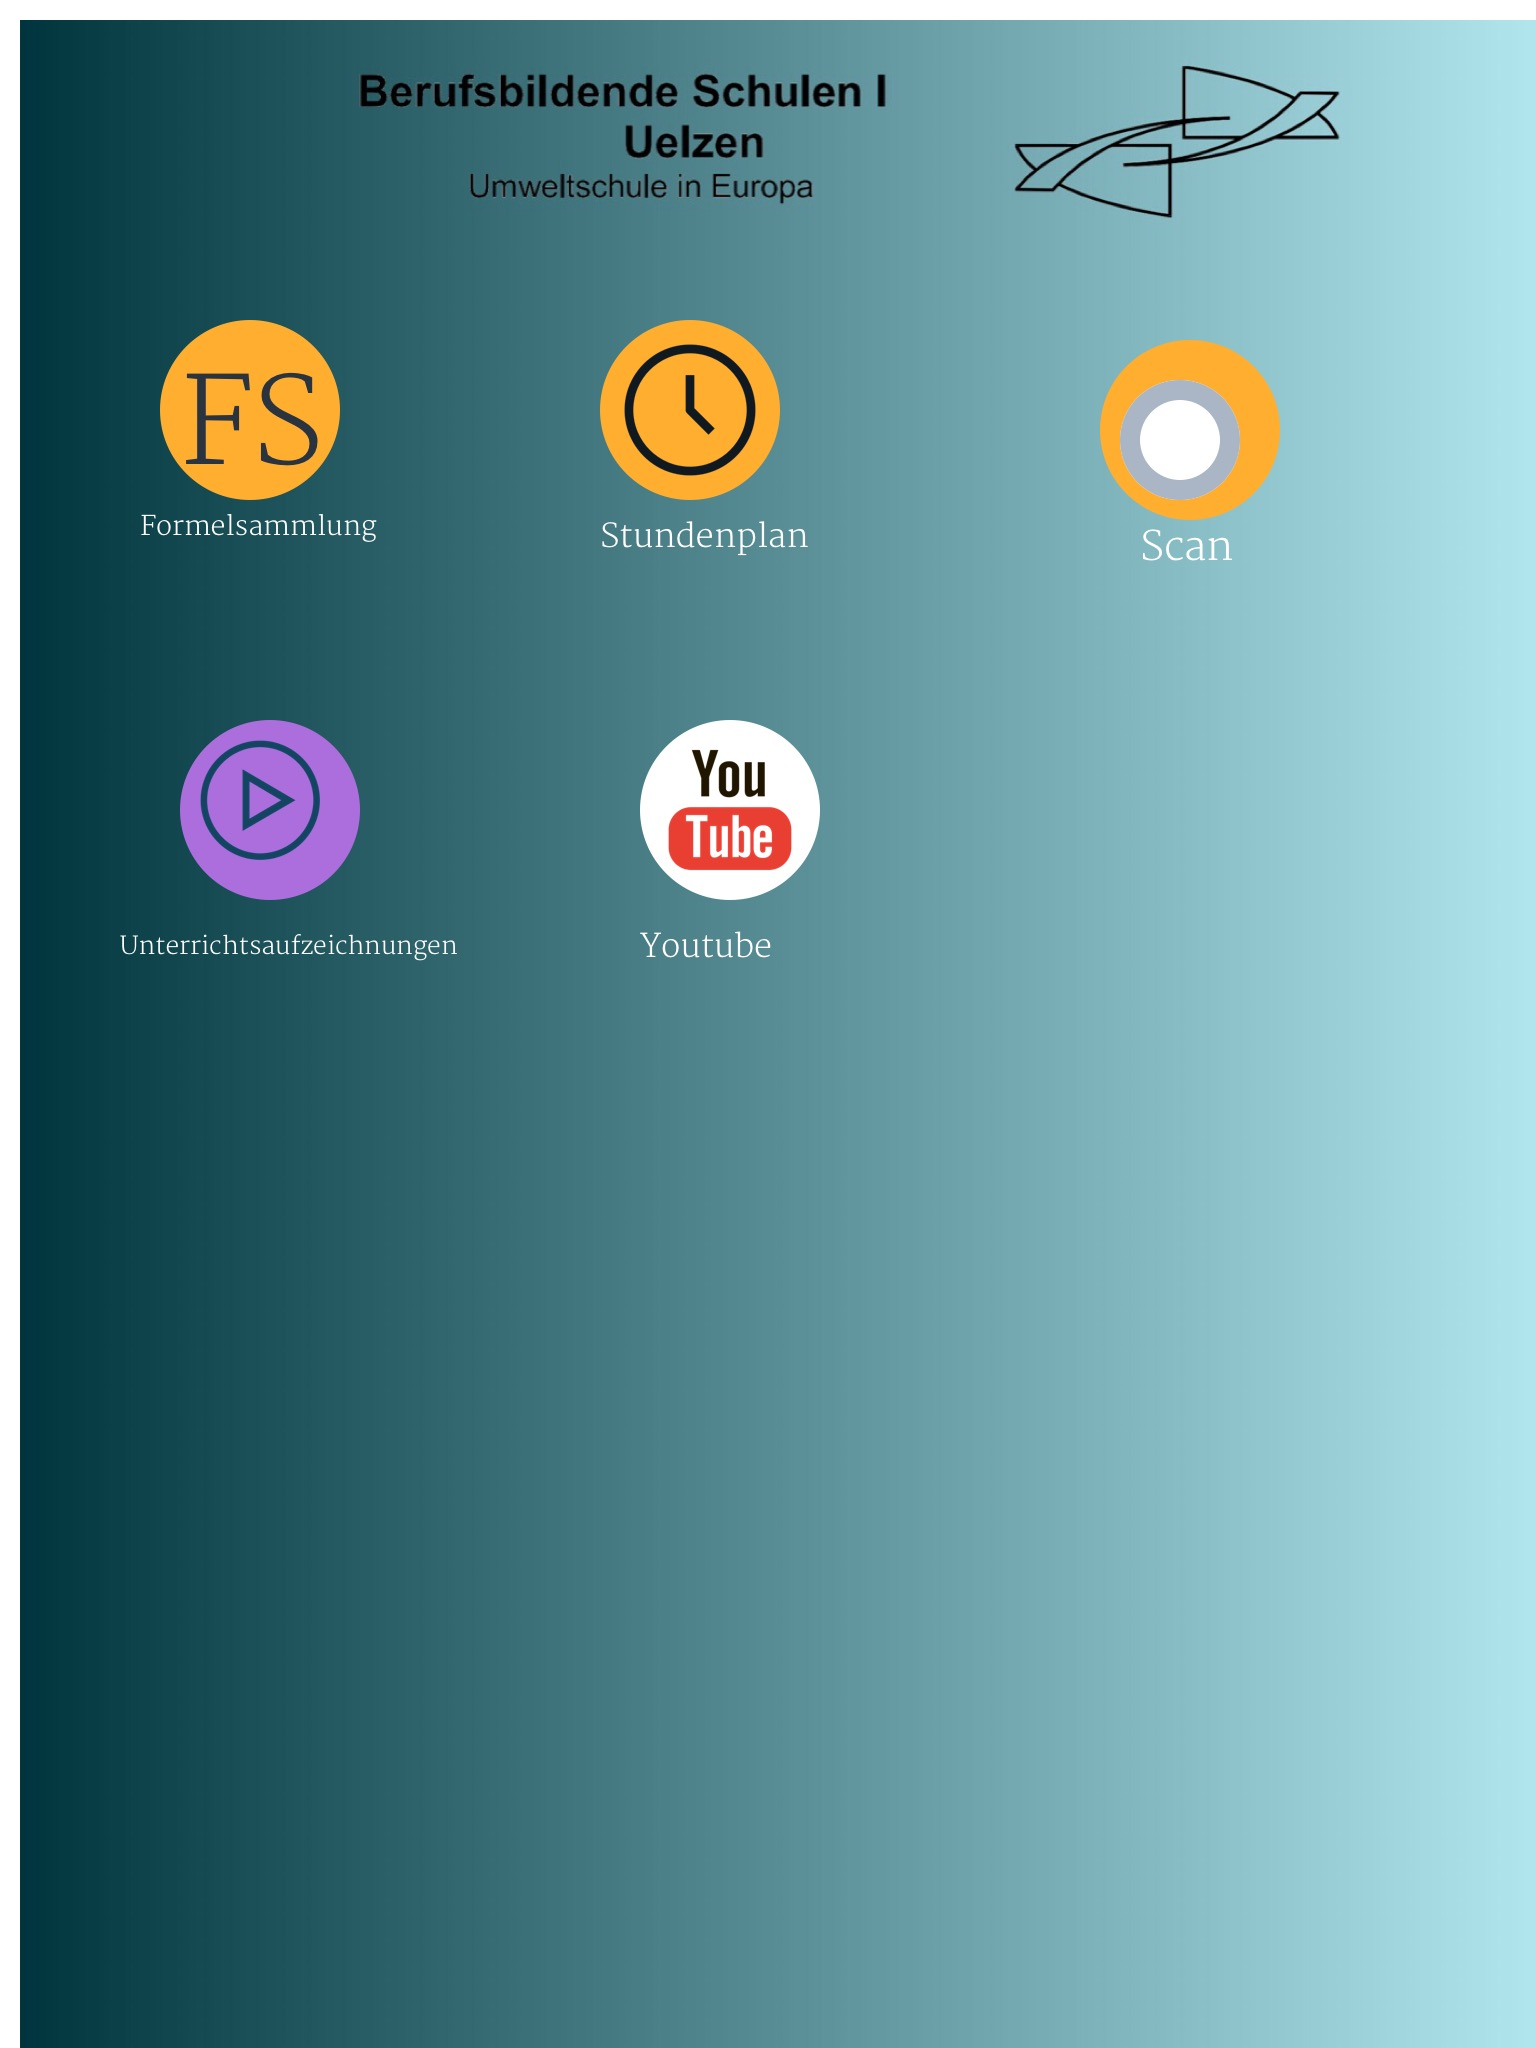 Berufsbildende Schulen I
Uelzen
Umweltschule in Europa
FS
Formelsammlung
Stundenplan
Scan
You
Tube
Unterrichtsaufzeichnungen
Youtube